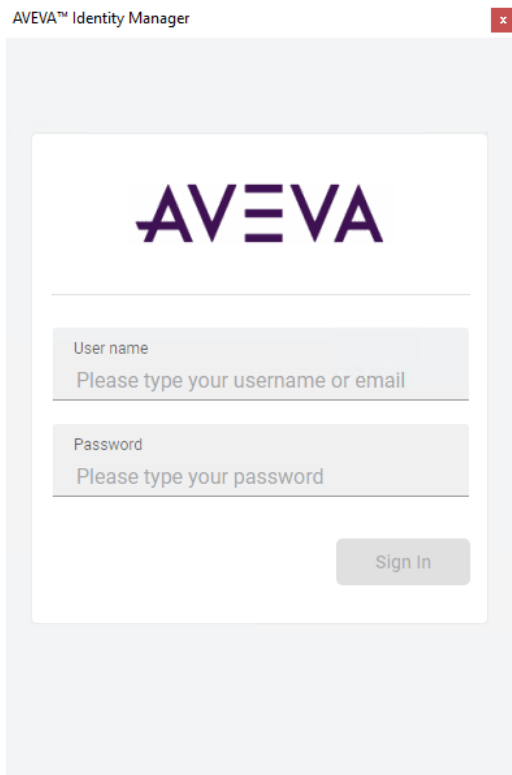 AVEVA™ Identity Manager
x
AVEVA
User name
Please type your username or email
Password
Please type your password
Sign In